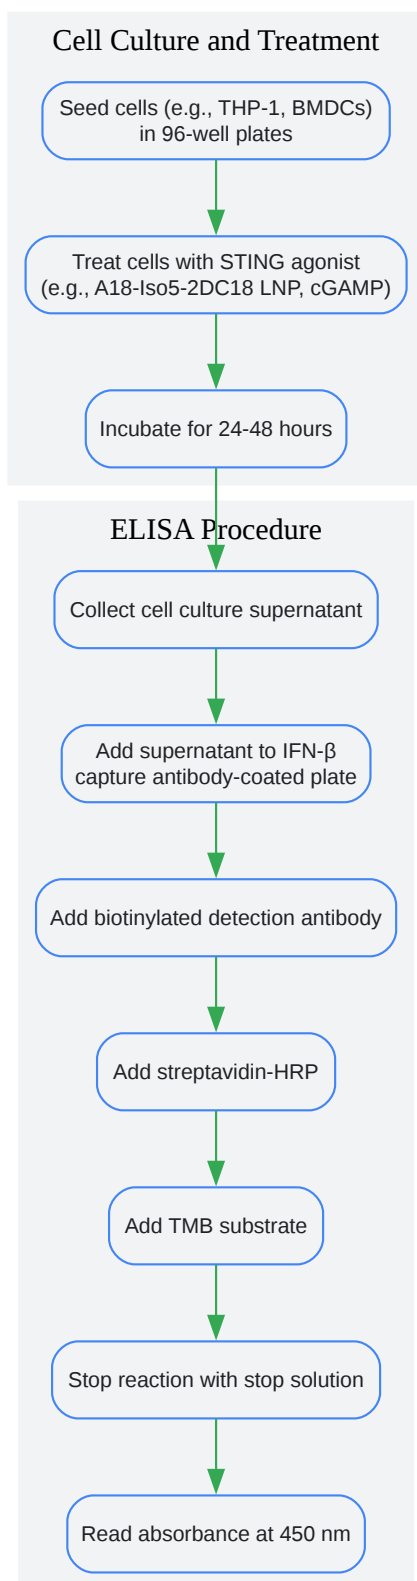 Cell Culture and Treatment
Seed cells (e.g., THP-1, BMDCs)
in 96-well plates
Treat cells with STING agonist
(e.g., A18-Iso5-2DC18 LNP, cGAMP)
Incubate for 24-48 hours
ELISA Procedure
Collect cell culture supernatant
Add supernatant to IFN-β
capture antibody-coated plate
Add biotinylated detection antibody
Add streptavidin-HRP
Add TMB substrate
Stop reaction with stop solution
Read absorbance at 450 nm